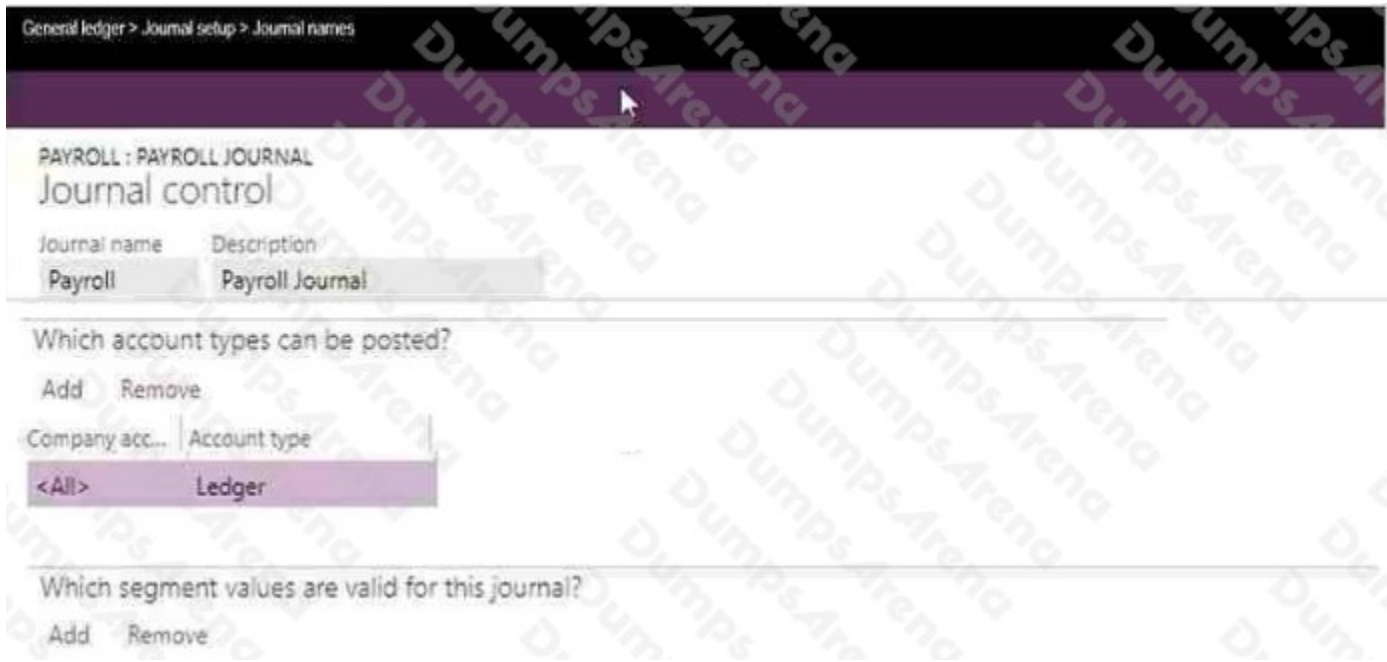 General ledger > Journal setup > Journal names
PAYROLL : PAYROLL JOURNAL
Journal control
Journal name Description
Payroll Payroll Journal
Which account types can be posted?
Add Remove
Company acc... Account type
<All> Ledger
Which segment values are valid for this journal?
Add Remove
DumpsArena